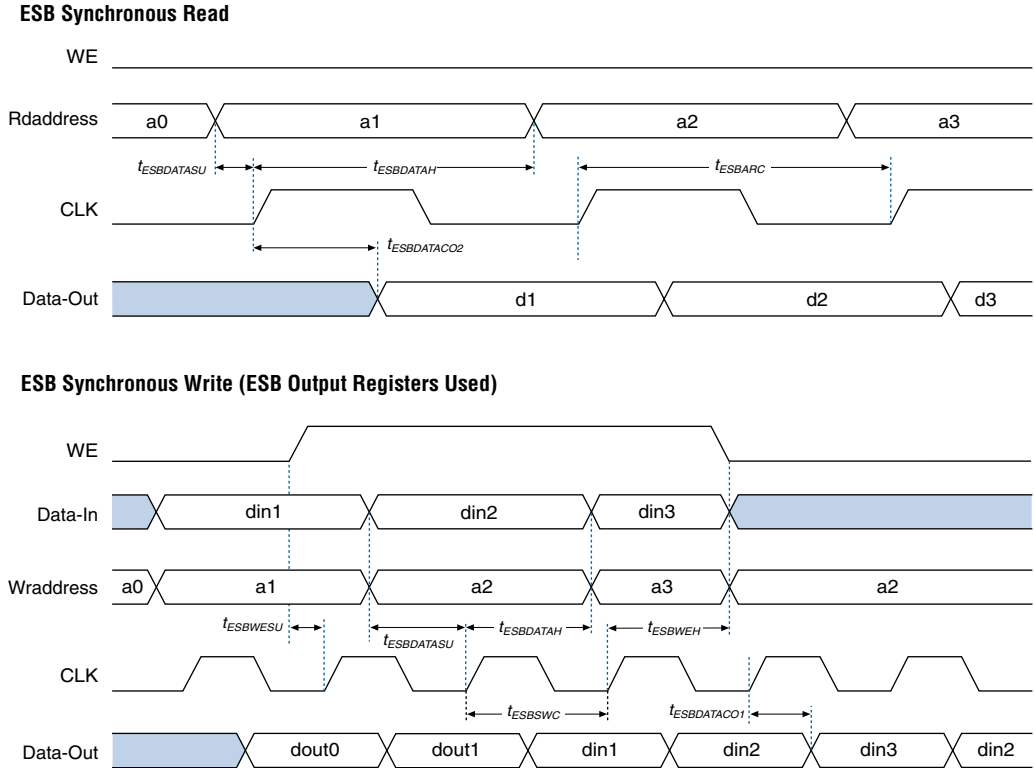 ESB Synchronous Read
WE
Rdaddress a0 a1 a2 a3
tESBDATASU tESBDATAH tESBARC
CLK
tESBDATACO2
Data-Out d1 d2 d3
ESB Synchronous Write (ESB Output Registers Used)
WE
Data-In din1 din2 din3
Wraddress a0 a1 a2 a3 a2
tESBWESU tESBDATASU tESBDATAH tESBWEH
CLK
tESBSWC tESBDATACO1
Data-Out dout0 dout1 din1 din2 din3 din2